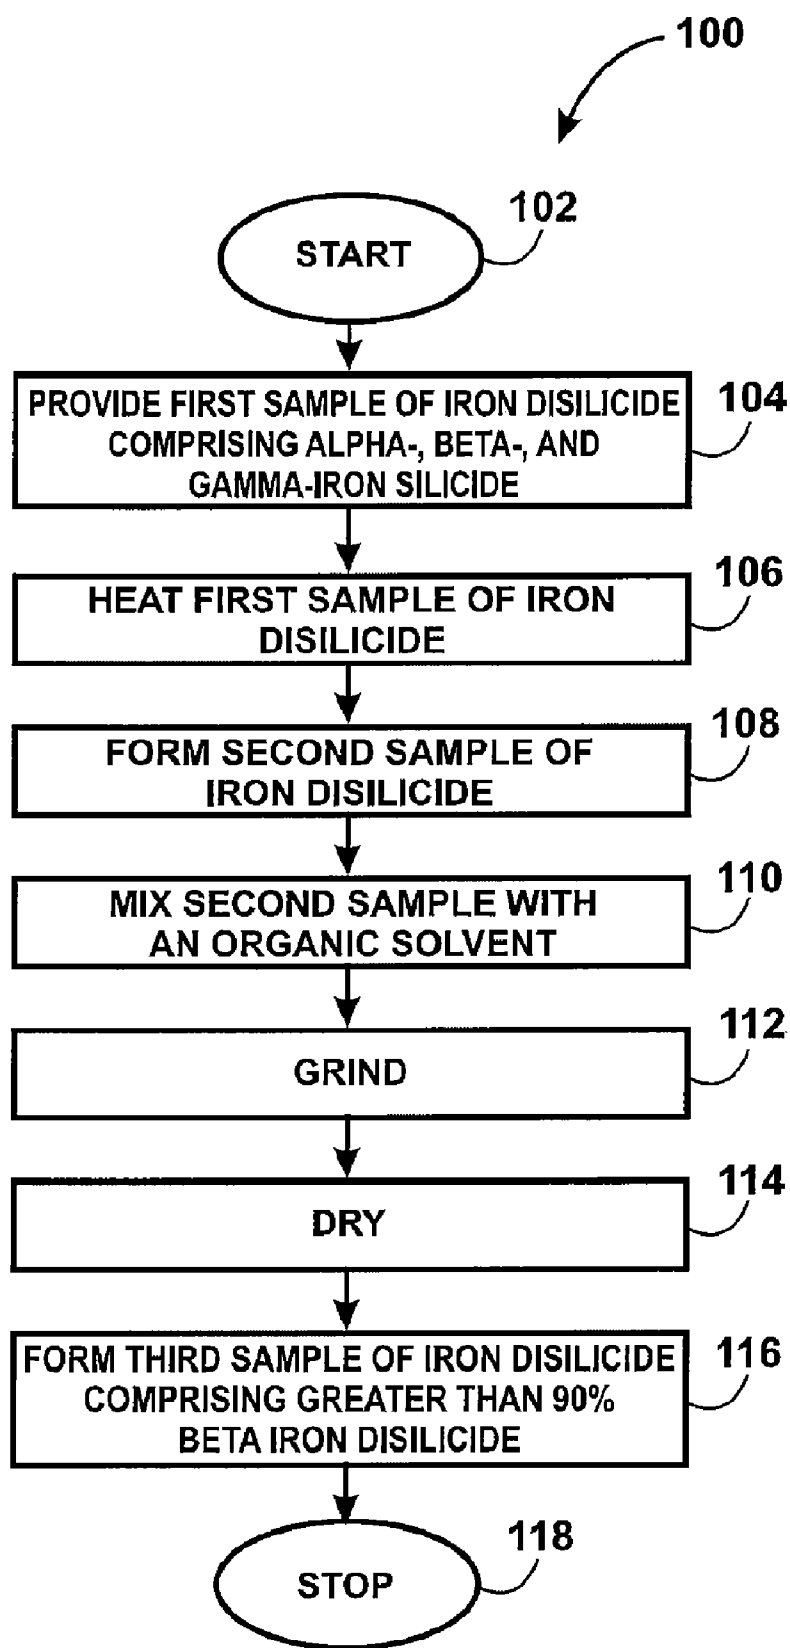 100
102
START
PROVIDE FIRST SAMPLE OF IRON DISILICIDE
COMPRISING ALPHA-, BETA-, AND
GAMMA-IRON SILICIDE
104
HEAT FIRST SAMPLE OF IRON
DISILICIDE
106
FORM SECOND SAMPLE OF
IRON DISILICIDE
108
MIX SECOND SAMPLE WITH
AN ORGANIC SOLVENT
110
GRIND
112
DRY
114
FORM THIRD SAMPLE OF IRON DISILICIDE
COMPRISING GREATER THAN 90%
BETA IRON DISILICIDE
116
STOP
118